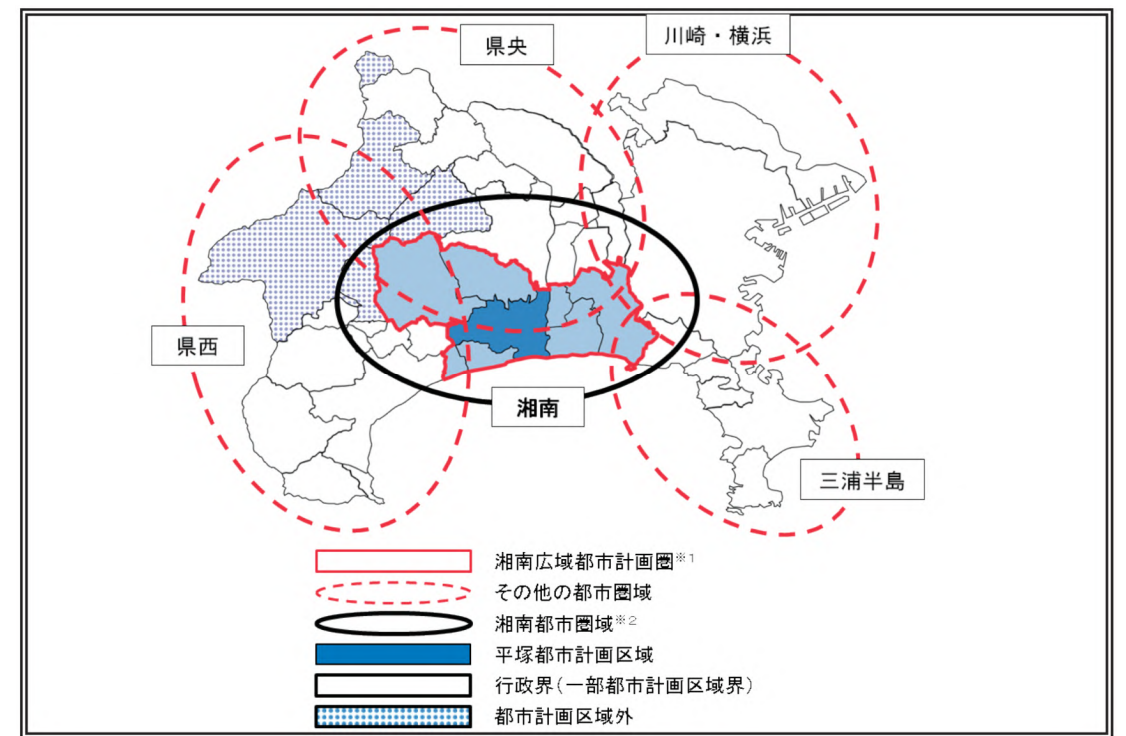 県央
川崎・横浜
県西
湘南
三浦半島
湘南広域都市計画圏※1
その他の都市圏域
湘南都市圏域※2
平塚都市計画区域
行政界（一部都市計画区域界）
都市計画区域外